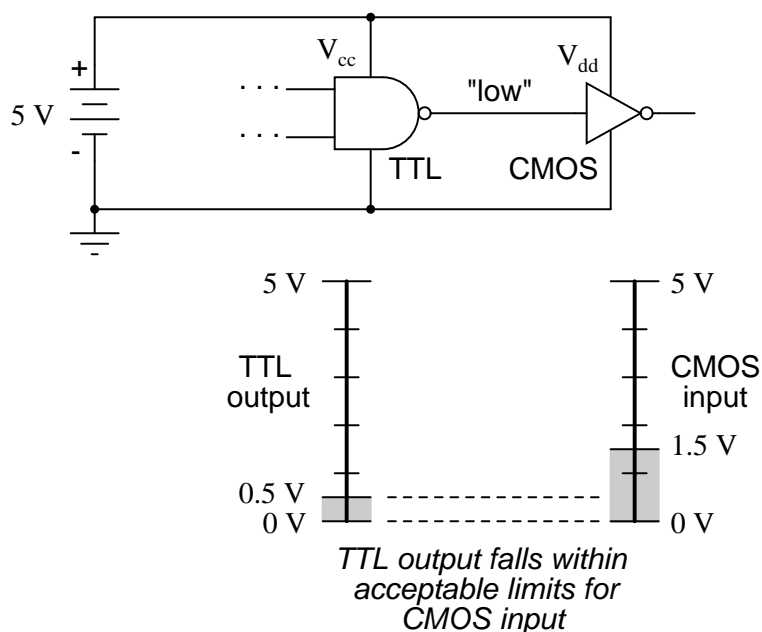 V_cc
V_dd
+
. . .
"low"
5 V
-
. . .
TTL
CMOS
5 V
5 V
TTL
output
CMOS
input
1.5 V
0.5 V
0 V
0 V
TTL output falls within
acceptable limits for
CMOS input